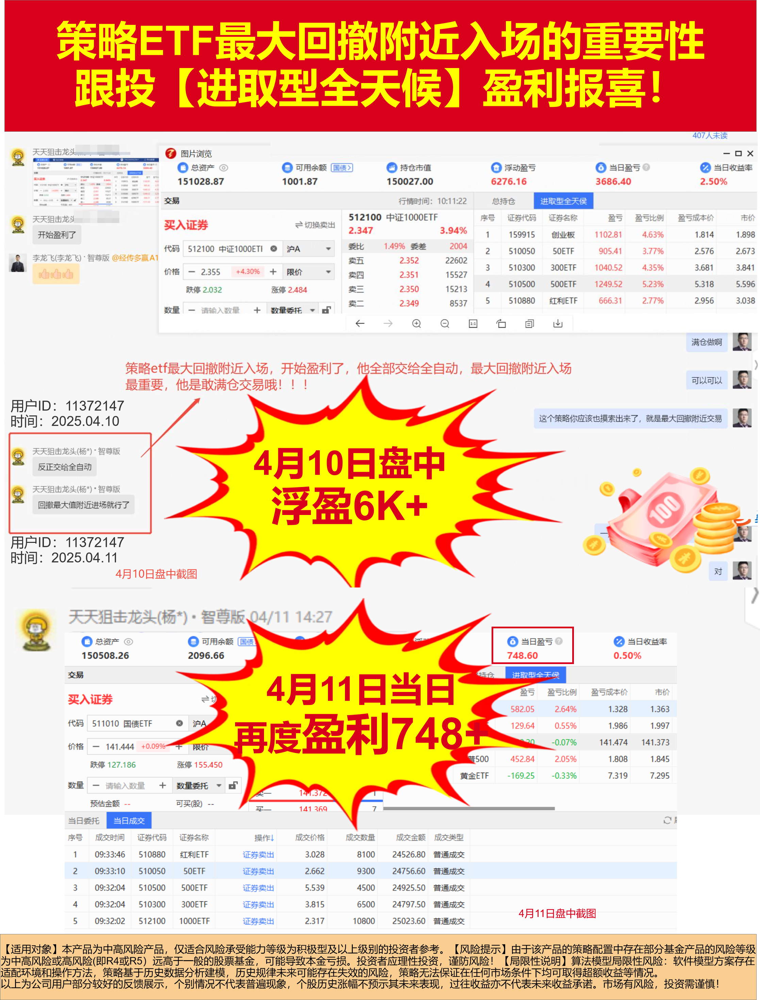 策略ETF最大回撤附近入场的重要性
跟投【进取型全天候】盈利报喜！
407人未读
天天狙击龙头
图片浏览
总资产 可用余额 国债> 持仓市值 浮动盈亏 当日盈亏 当日收益率
151028.87 1001.87 150027.00 6276.16 3686.40 2.50%
交易 行情时间：10:11:22 总持仓 进取型全天候
天天狙击龙头
开始盈利了
李龙飞(李龙飞)·智尊版 @经传多赢A1
买入证券 切换卖出
代码 512100 中证1000ETI 沪A
价格 − 2.355 +4.30% + 限价
跌停 2.032 涨停 2.484
数量 − 请输入数量 + 数量委托
512100 中证1000ETF
2.347 3.94%
委比 1.49% 委差 2004
卖五 2.352 22602
卖四 2.351 15527
卖三 2.350 15213
卖二 2.349 8537
序号 证券代码 证券名称 盈亏 盈亏比例 盈亏成本价 市价
1 159915 创业板 1102.81 4.63% 1.814 1.898
2 510050 50ETF 905.41 3.77% 2.576 2.673
3 510300 300ETF 1040.52 4.35% 3.681 3.841
4 510500 500ETF 1249.52 5.23% 5.318 5.596
5 510880 红利ETF 666.31 2.77% 2.956 3.038
1:1
满仓做啊
策略etf最大回撤附近入场，开始盈利了，他全部交给全自动，最大回撤附近入场
最重要，他是敢满仓交易哦！！！
可以可以
用户ID：11372147
时间：2025.04.10
这个策略你应该也摸索出来了，就是最大回撤附近交易
天天狙击龙头(杨*)·智尊版
反正交给全自动
天天狙击龙头(杨*)·智尊版
回撤最大值附近进场就行了
4月10日盘中
浮盈6K+
100
用户ID：11372147
时间：2025.04.11
4月10日盘中截图
对
天天狙击龙头(杨*)·智尊版 04/11 14:27
总资产 可用余额 国债 当日盈亏 当日收益率
150508.26 2096.66 748.60 0.50%
交易 持仓 进取型全天候
买入证券
代码 511010 国债ETF 沪A
价格 − 141.444 +0.09% + 限价
跌停 127.186 涨停 155.450
数量 − 请输入数量 + 数量委托
预估金额 -- 可买(股) --
4月11日当日
再度盈利748+
盈亏 盈亏比例 盈亏成本价 市价
582.05 2.64% 1.328 1.363
129.64 0.55% 1.986 1.997
-0.07% 141.474 141.373
普500 452.84 2.05% 1.808 1.845
黄金ETF -169.25 -0.33% 7.319 7.295
卖一 141.372 1
买一 141.369 7
当日委托 当日成交
序号 成交时间 证券代码 证券名称 操作↓ 成交价格 成交数量 成交金额 成交类型
1 09:33:46 510880 红利ETF 证券卖出 3.028 8100 24526.80 普通成交
2 09:33:10 510050 50ETF 证券卖出 2.662 9300 24756.60 普通成交
3 09:32:04 510500 500ETF 证券卖出 5.539 4500 24925.50 普通成交
4 09:32:04 510300 300ETF 证券卖出 3.815 6500 24797.50 普通成交
5 09:32:02 512100 1000ETF 证券卖出 2.317 10800 25023.60 普通成交
4月11日盘中截图
【适用对象】本产品为中高风险产品，仅适合风险承受能力等级为积极型及以上级别的投资者参考。【风险提示】由于该产品的策略配置中存在部分基金产品的风险等级
为中高风险或高风险(即R4或R5）远高于一般的股票基金，可能导致本金亏损。投资者应理性投资，谨防风险！【局限性说明】算法模型局限性风险：软件模型方案存在
适配环境和操作方法，策略基于历史数据分析建模，历史规律未来可能存在失效的风险，策略无法保证在任何市场条件下均可取得超额收益等情况。
以上为公司用户部分较好的反馈展示，个别情况不代表普遍现象，个股历史涨幅不预示其未来表现，过往收益亦不代表未来收益承诺。市场有风险，投资需谨慎！